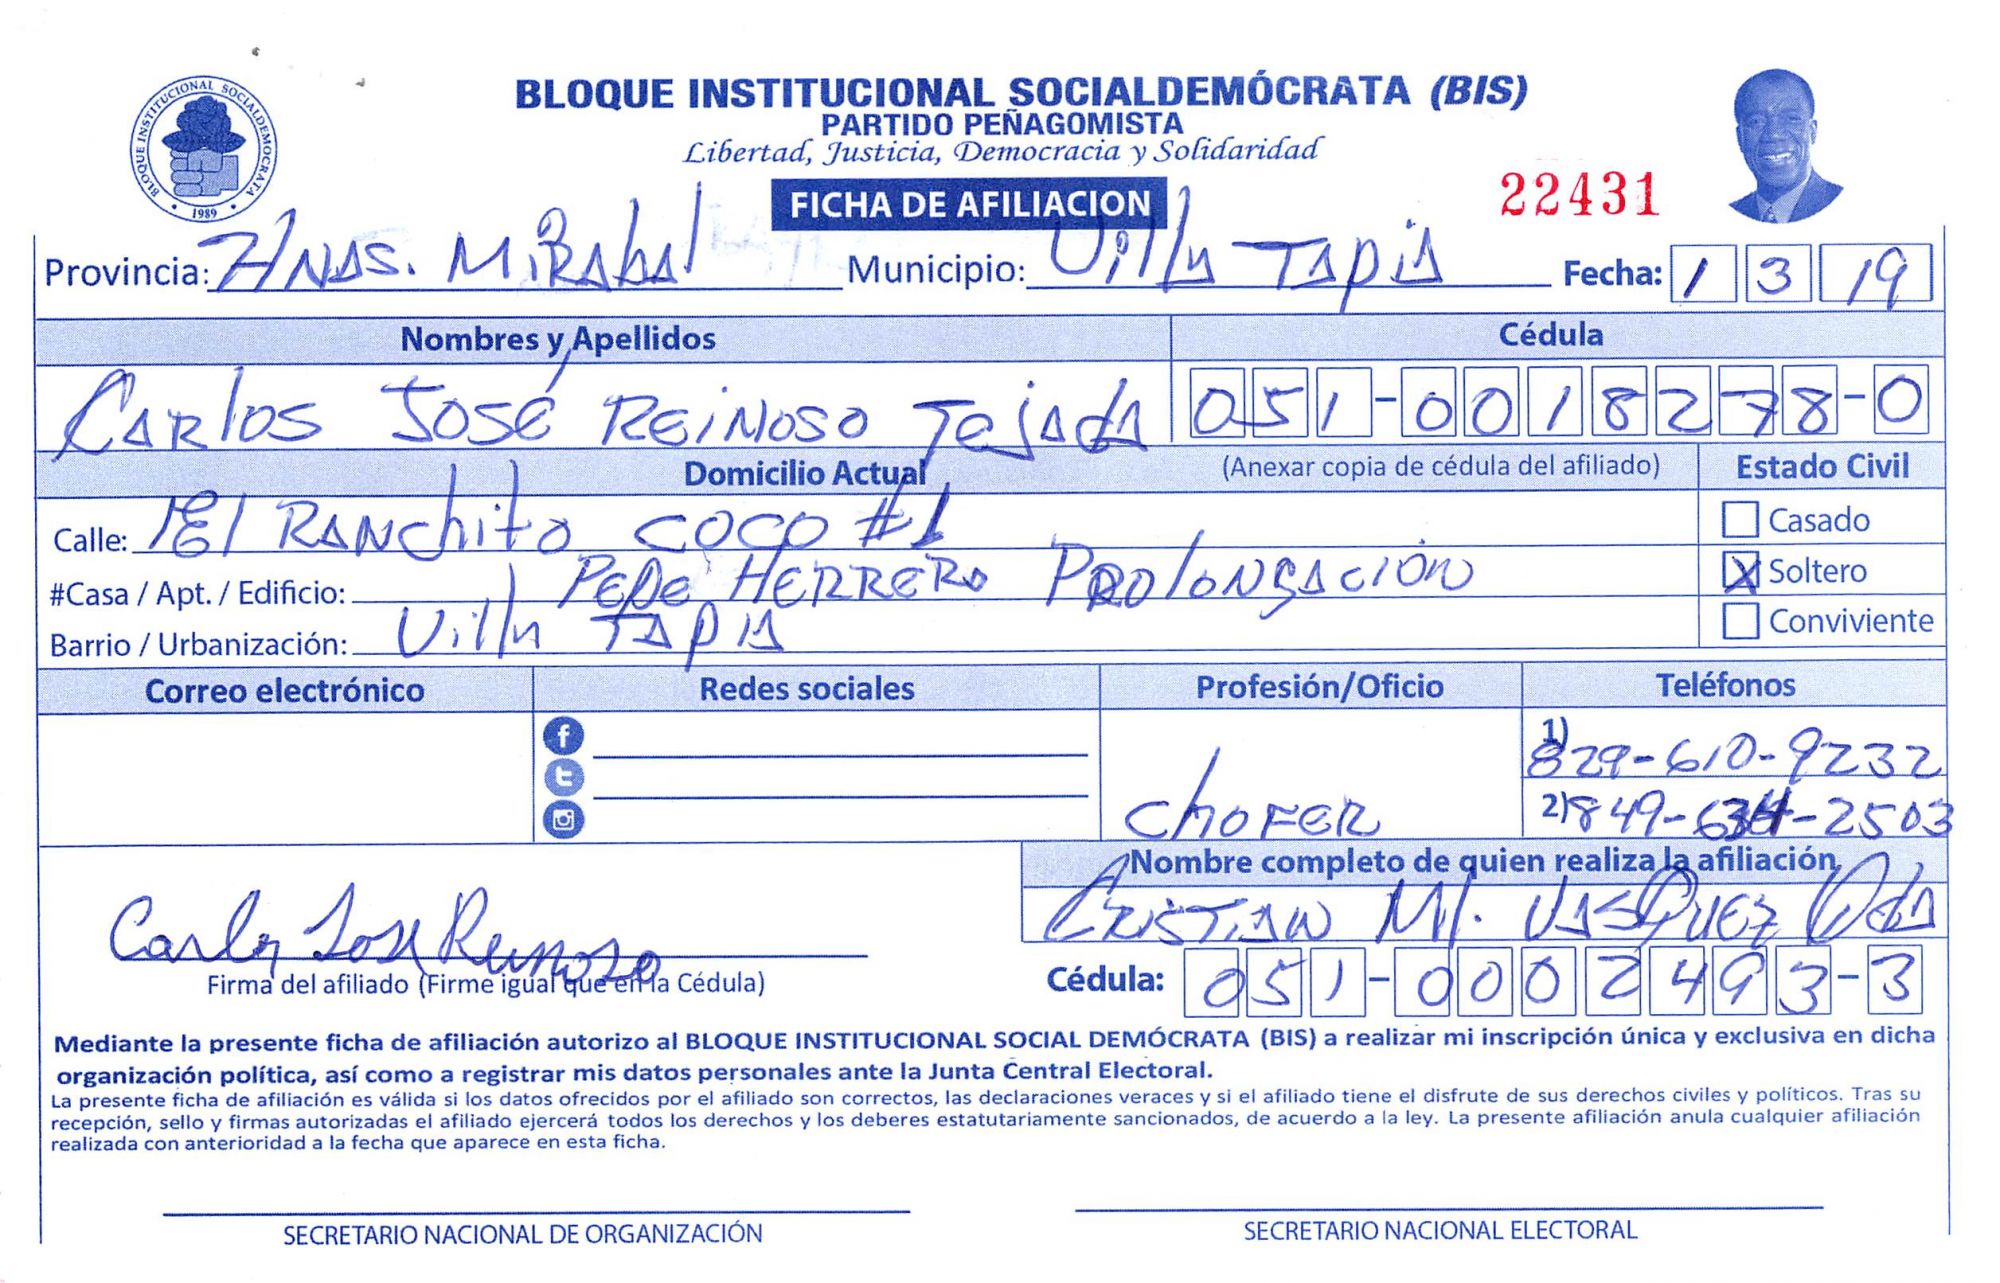 BLOQUE INSTITUCIONAL SOCIALDEMÓCRATA (BIS)
PARTIDO PEÑAGOMISTA
Libertad, Justicia, Democracia y Solidaridad
BLOQUE INSTITUCIONAL SOCIALDEMOCRATA
1989
FICHA DE AFILIACION
22431
Provincia: Hnas. Mirabal Municipio: Villa Tapia Fecha: 1 3 19
Nombres y Apellidos Cédula
Carlos José Reinoso Tejada 051-0018278-0
Domicilio Actual (Anexar copia de cédula del afiliado) Estado Civil
Calle: El Ranchito coco #1 Casado
#Casa / Apt. / Edificio: Pepe Herrero Prolongación X Soltero
Barrio / Urbanización: Villa Tapia Conviviente
Correo electrónico Redes sociales Profesión/Oficio Teléfonos
1) 829-610-9232
chofer 2) 849-634-2503
Nombre completo de quien realiza la afiliación
Cristian Ml. Vasquez
Carlos Jose Reinoso
Firma del afiliado (Firme igual que en la Cédula) Cédula: 051-0002493-3
Mediante la presente ficha de afiliación autorizo al BLOQUE INSTITUCIONAL SOCIAL DEMÓCRATA (BIS) a realizar mi inscripción única y exclusiva en dicha
organización política, así como a registrar mis datos personales ante la Junta Central Electoral.
La presente ficha de afiliación es válida si los datos ofrecidos por el afiliado son correctos, las declaraciones veraces y si el afiliado tiene el disfrute de sus derechos civiles y políticos. Tras su
recepción, sello y firmas autorizadas el afiliado ejercerá todos los derechos y los deberes estatutariamente sancionados, de acuerdo a la ley. La presente afiliación anula cualquier afiliación
realizada con anterioridad a la fecha que aparece en esta ficha.
SECRETARIO NACIONAL DE ORGANIZACIÓN SECRETARIO NACIONAL ELECTORAL